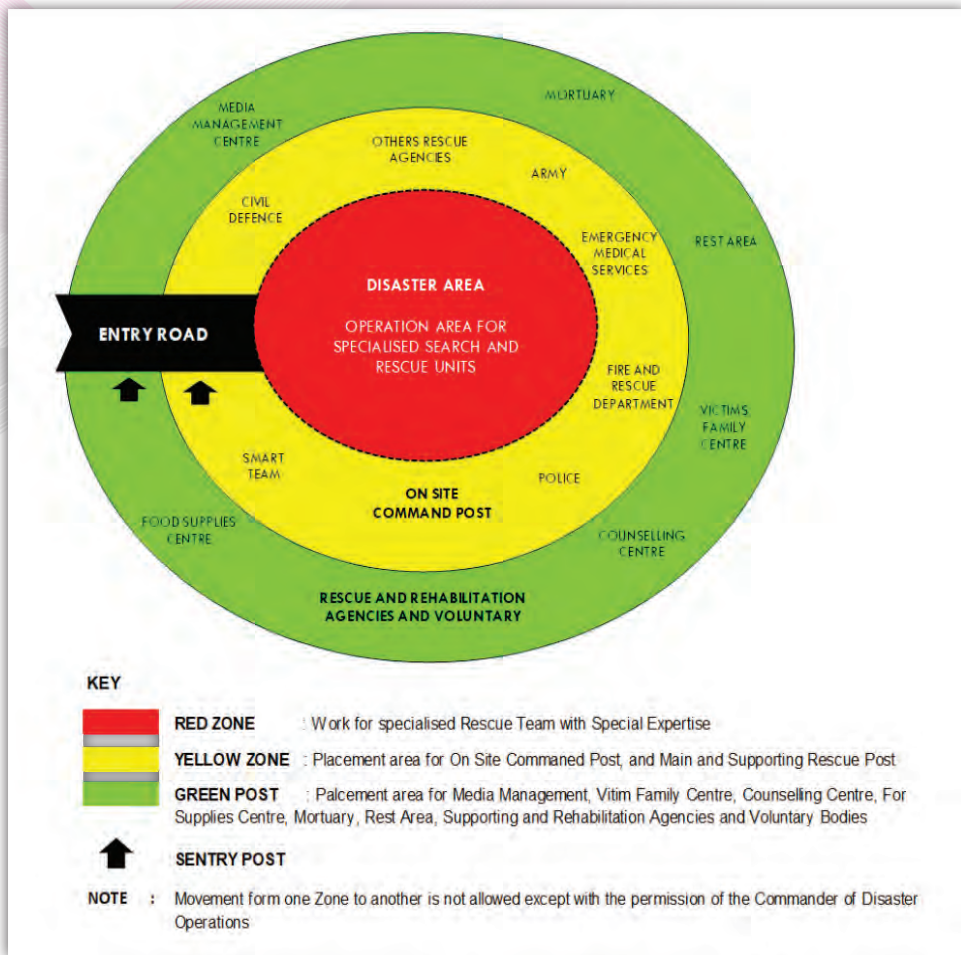 MEDIA
MANAGEMENT
CENTRE
MORTUARY
OTHERS RESCUE
AGENCIES
ARMY
CIVIL
DEFENCE
EMERGENCY
MEDICAL
SERVICES
REST AREA
DISASTER AREA
OPERATION AREA FOR
SPECIALISED SEARCH AND
RESCUE UNITS
ENTRY ROAD
FIRE AND
RESCUE
DEPARTMENT
VICTIMS
FAMILY
CENTRE
SMART
TEAM
POLICE
ON SITE
COMMAND POST
FOOD SUPPLIES
CENTRE
COUNSELLING
CENTRE
RESCUE AND REHABILITATION
AGENCIES AND VOLUNTARY
KEY
RED ZONE : Work for specialised Rescue Team with Special Expertise
YELLOW ZONE : Placement area for On Site Commaned Post, and Main and Supporting Rescue Post
GREEN POST : Palcement area for Media Management, Vitim Family Centre, Counselling Centre, For
Supplies Centre, Mortuary, Rest Area, Supporting and Rehabilitation Agencies and Voluntary Bodies
SENTRY POST
NOTE : Movement form one Zone to another is not allowed except with the permission of the Commander of Disaster
Operations